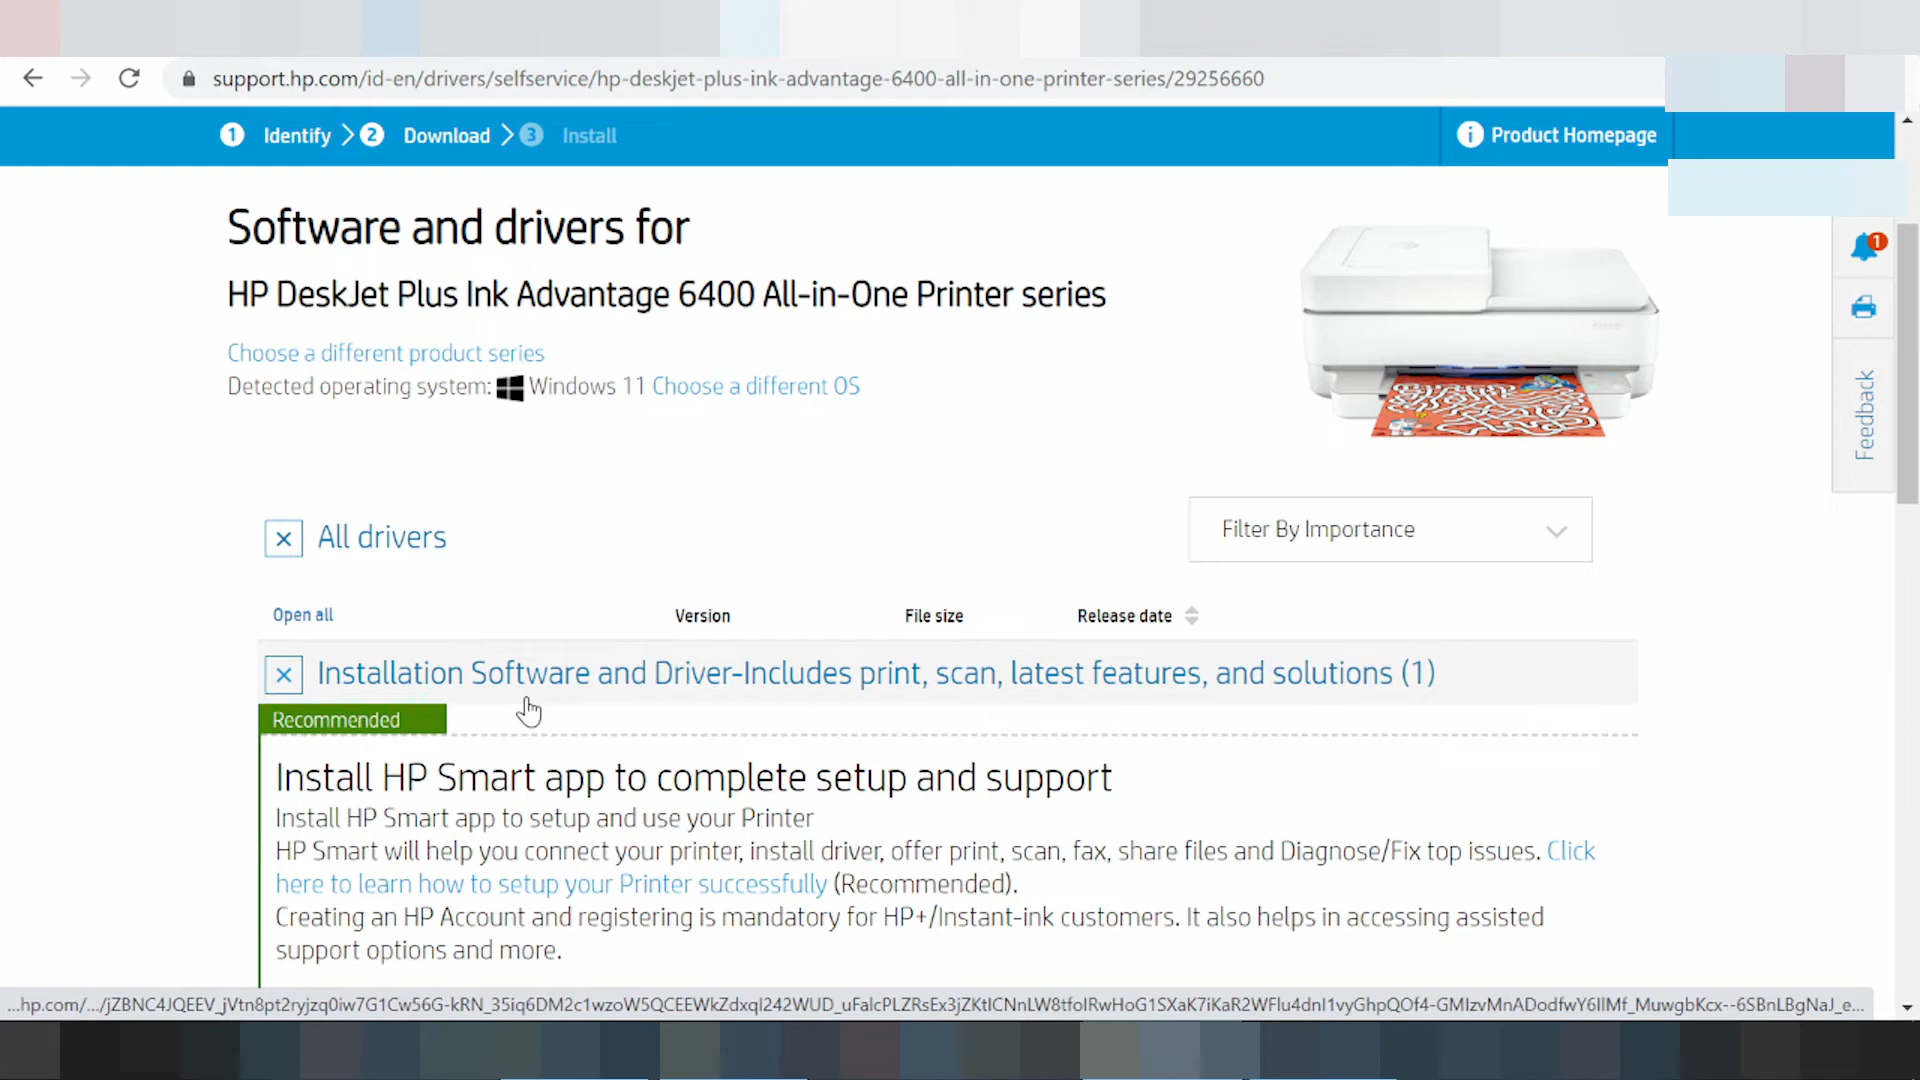 support.hp.com/id-en/drivers/selfservice/hp-deskjet-plus-ink-advantage-6400-all-in-one-printer-series/29256660
1 Identify 2 Download 3 Install
Product Homepage
Software and drivers for
HP DeskJet Plus Ink Advantage 6400 All-in-One Printer series
Choose a different product series
Detected operating system: Windows 11 Choose a different OS
1
Feedback
All drivers
Filter By Importance
Open all Version File size Release date
Installation Software and Driver-Includes print, scan, latest features, and solutions (1)
Recommended
Install HP Smart app to complete setup and support
Install HP Smart app to setup and use your Printer
HP Smart will help you connect your printer, install driver, offer print, scan, fax, share files and Diagnose/Fix top issues. Click
here to learn how to setup your Printer successfully (Recommended).
Creating an HP Account and registering is mandatory for HP+/Instant-ink customers. It also helps in accessing assisted
support options and more.